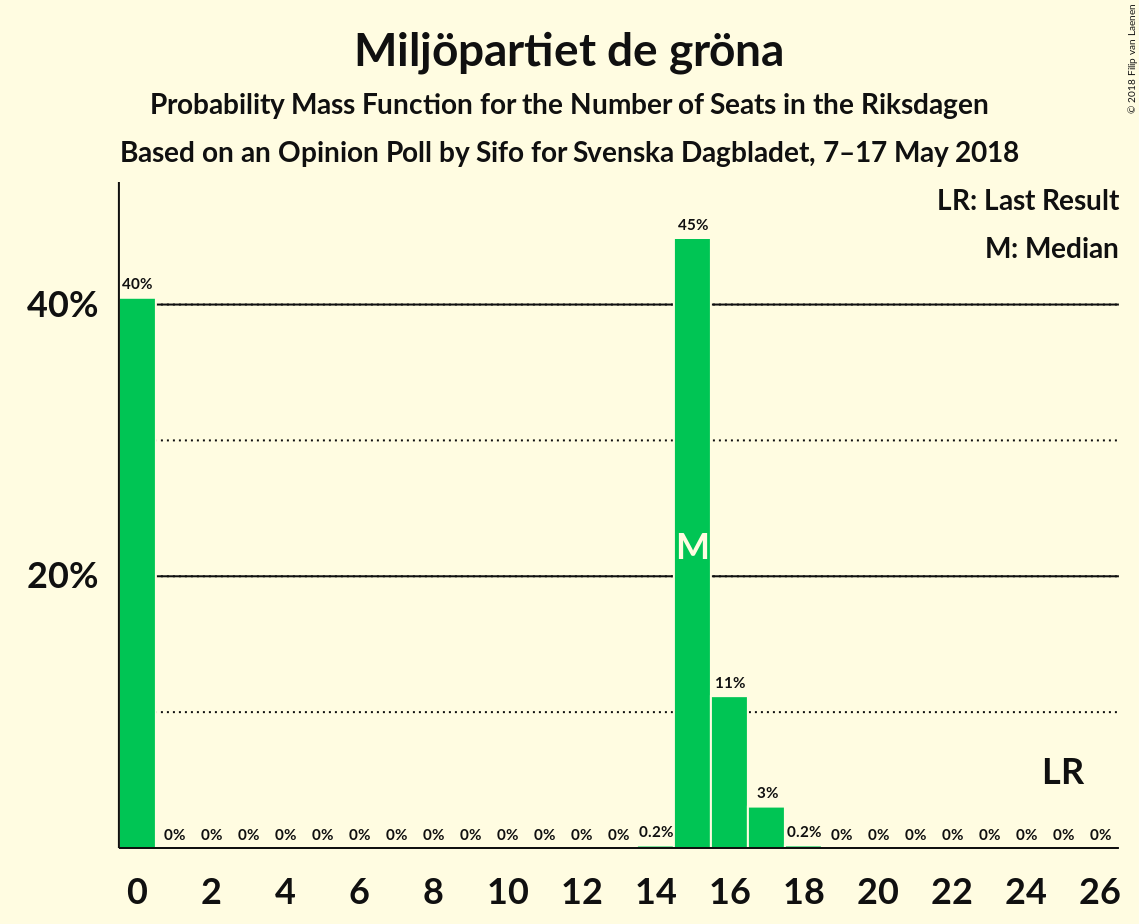 Miljöpartiet de gröna
Probability Mass Function for the Number of Seats in the Riksdagen
Based on an Opinion Poll by Sifo for Svenska Dagbladet, 7–17 May 2018
© 2018 Filip van Laenen
LR: Last Result
M: Median
45%
40%
40%
M
20%
11%
LR
3%
0% 0% 0% 0% 0% 0% 0% 0% 0% 0% 0% 0% 0% 0.2% 0.2% 0% 0% 0% 0% 0% 0% 0% 0%
0 2 4 6 8 10 12 14 16 18 20 22 24 26